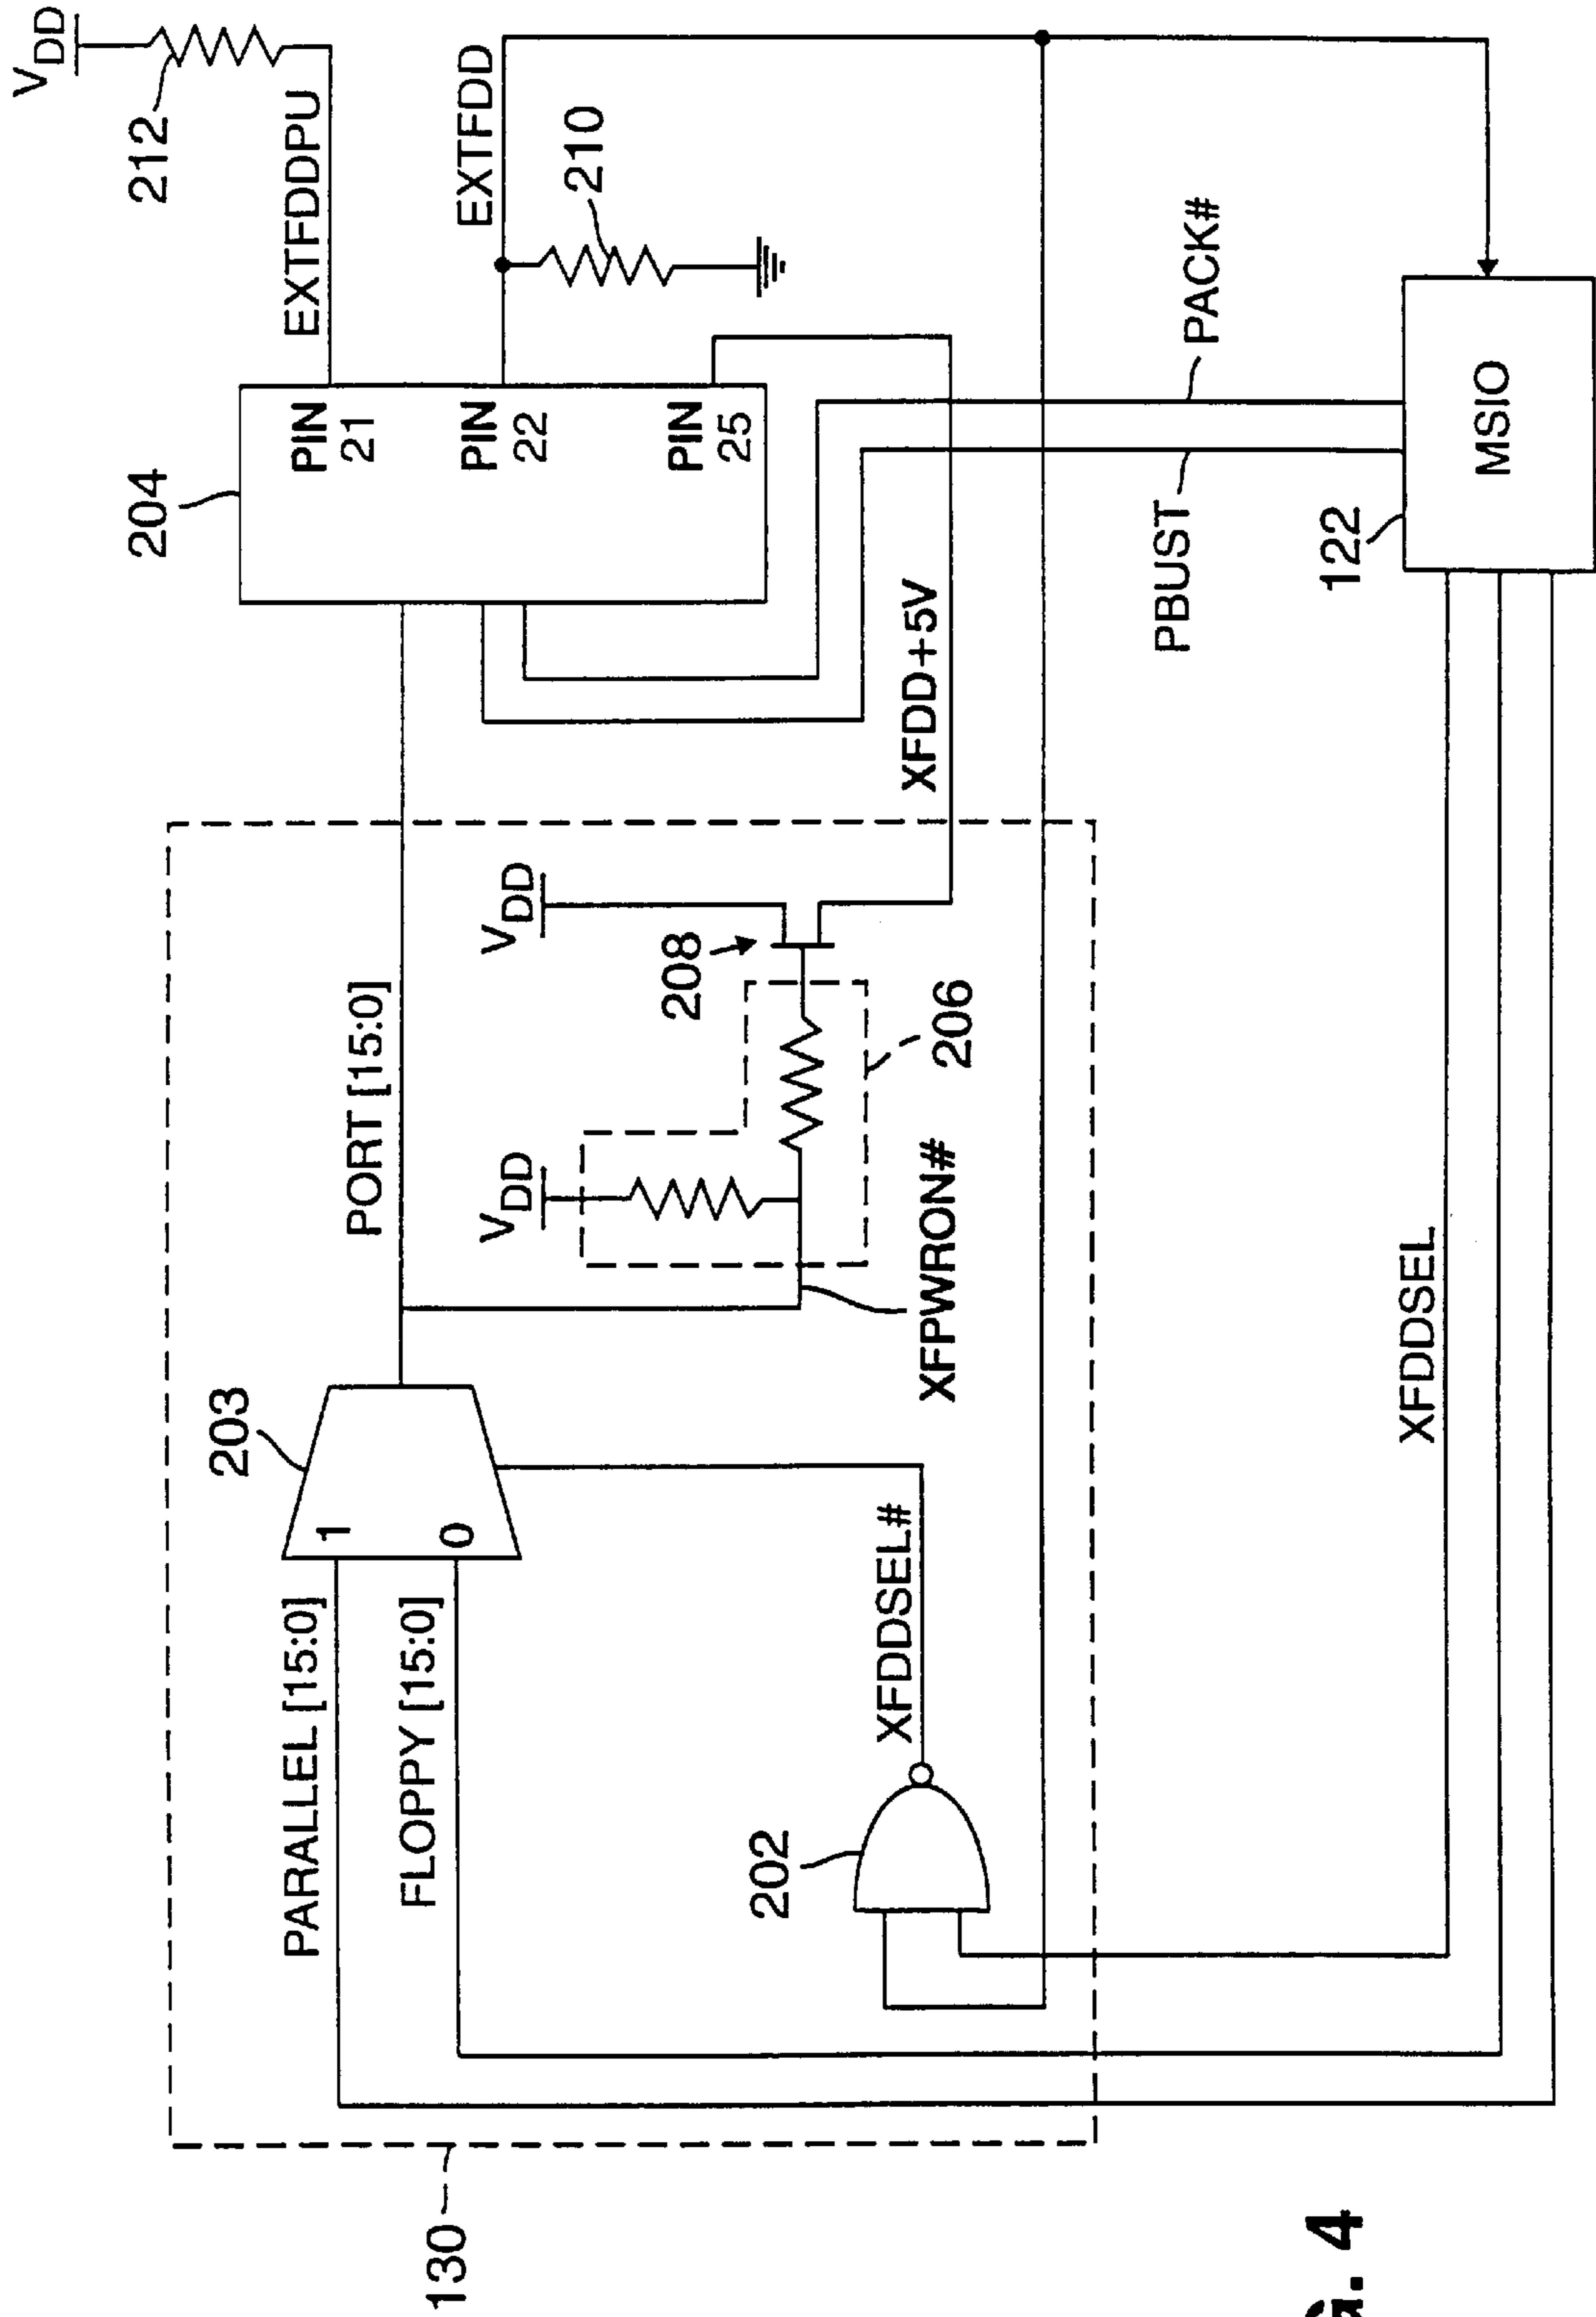 VDD
212
EXTFDDPU
EXTFDD
210
204
PIN
21
PIN
22
PIN
25
PACK#
PBUST
122
MSIO
XFDD+5V
PORT [15:0]
VDD
208
VDD
206
XFPWRON#
203
1
0
PARALLEL [15:0]
FLOPPY [15:0]
XFDDSEL#
202
XFDDSEL
130
G. 4